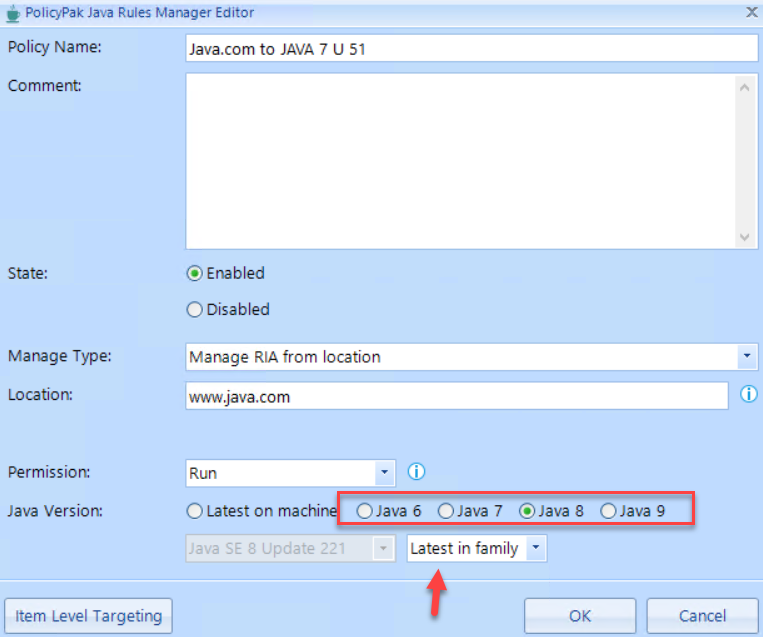 PolicyPak Java Rules Manager Editor
Policy Name: Java.com to JAVA 7 U 51
Comment:
State: Enabled
Disabled
Manage Type: Manage RIA from location
Location: www.java.com
Permission: Run
Java Version: Latest on machine Java 6 Java 7 Java 8 Java 9
Java SE 8 Update 221 Latest in family
Item Level Targeting OK Cancel